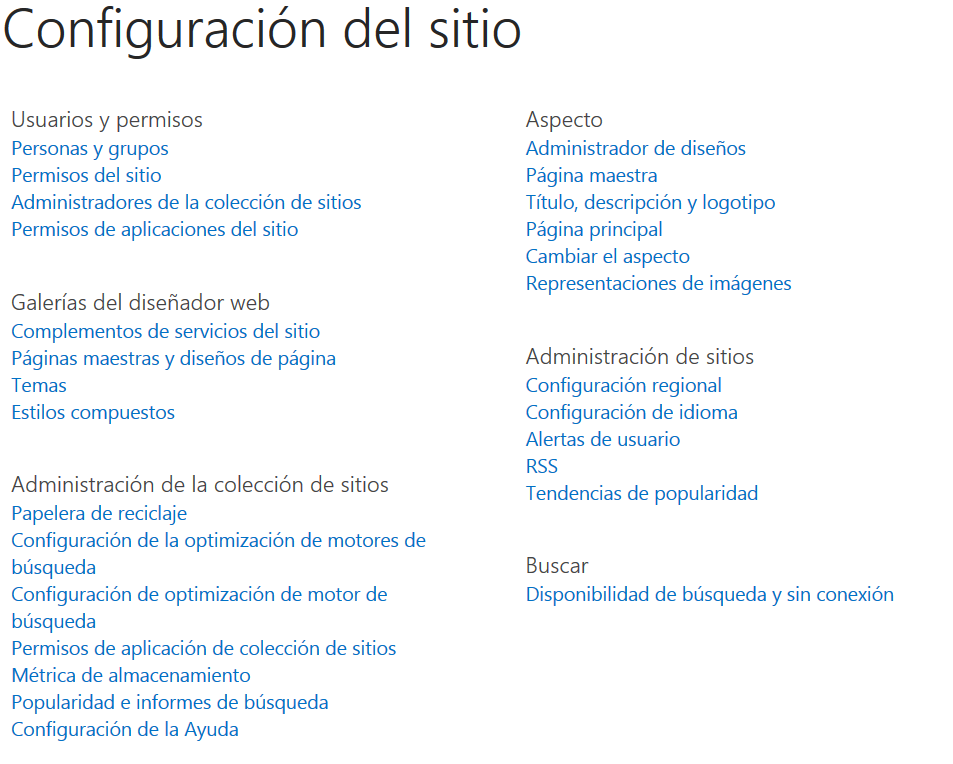 Configuración del sitio
Usuarios y permisos
Personas y grupos
Permisos del sitio
Administradores de la colección de sitios
Permisos de aplicaciones del sitio
Galerías del diseñador web
Complementos de servicios del sitio
Páginas maestras y diseños de página
Temas
Estilos compuestos
Administración de la colección de sitios
Papelera de reciclaje
Configuración de la optimización de motores de
búsqueda
Configuración de optimización de motor de
búsqueda
Permisos de aplicación de colección de sitios
Métrica de almacenamiento
Popularidad e informes de búsqueda
Configuración de la Ayuda
Aspecto
Administrador de diseños
Página maestra
Título, descripción y logotipo
Página principal
Cambiar el aspecto
Representaciones de imágenes
Administración de sitios
Configuración regional
Configuración de idioma
Alertas de usuario
RSS
Tendencias de popularidad
Buscar
Disponibilidad de búsqueda y sin conexión